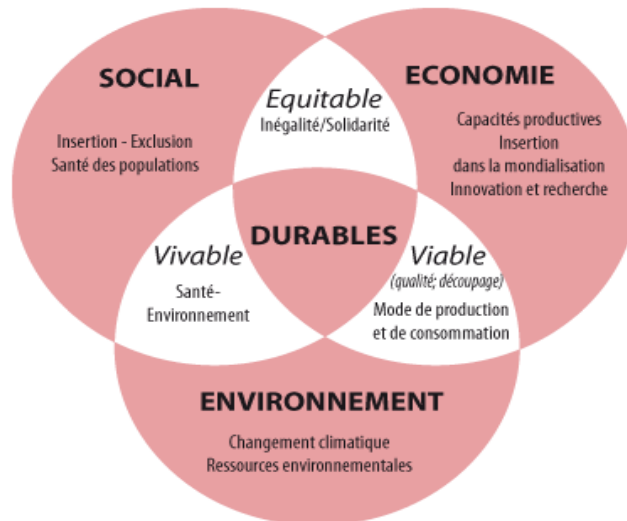 SOCIAL
Insertion - Exclusion
Santé des populations
ECONOMIE
Capacités productives
Insertion
dans la mondialisation
Innovation et recherche
Equitable
Inégalité/Solidarité
DURABLES
Vivable
Santé-
Environnement
Viable
(qualité; découpage)
Mode de production
et de consommation
ENVIRONNEMENT
Changement climatique
Ressources environmentales